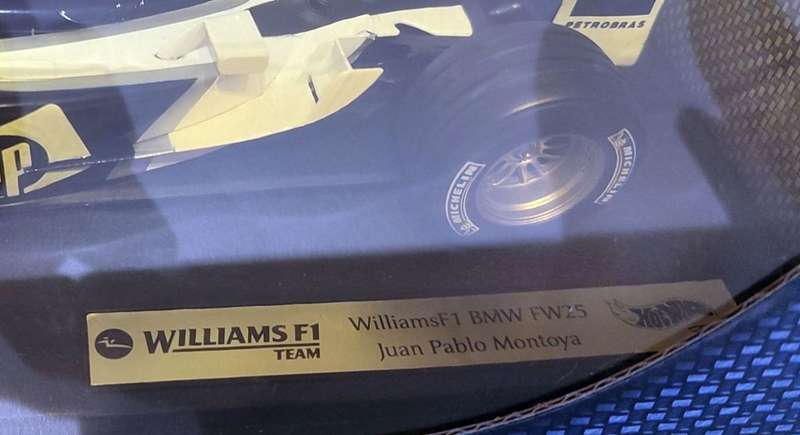 PETROBRAS
MICHELIN
MICHELIN
WILLIAMS F1
TEAM
WilliamsF1 BMW FW25
Juan Pablo Montoya
Hot Wheels